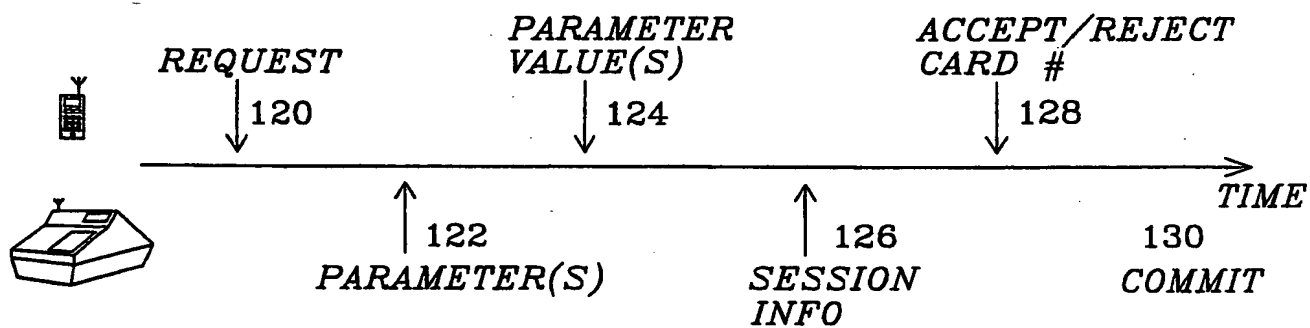 REQUEST
120
PARAMETER
VALUE(S)
124
ACCEPT/REJECT
CARD #
128
TIME
122
PARAMETER(S)
126
SESSION
INFO
130
COMMIT